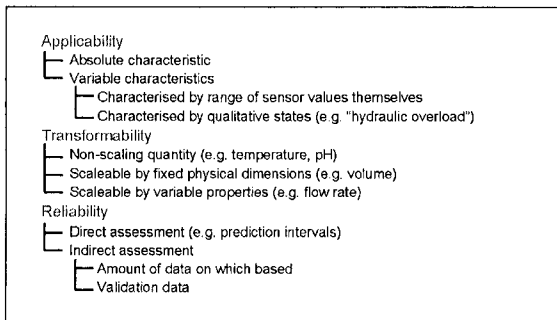 Applicability
Absolute characteristic
Variable characteristics
Characterised by range of sensor values themselves
Characterised by qualitative states (e.g. "hydraulic overload")
Transformability
Non-scaling quantity (e.g. temperature, pH)
Scaleable by fixed physical dimensions (e.g. volume)
Scaleable by variable properties (e.g. flow rate)
Reliability
Direct assessment (e.g. prediction intervals)
Indirect assessment
Amount of data on which based
Validation data